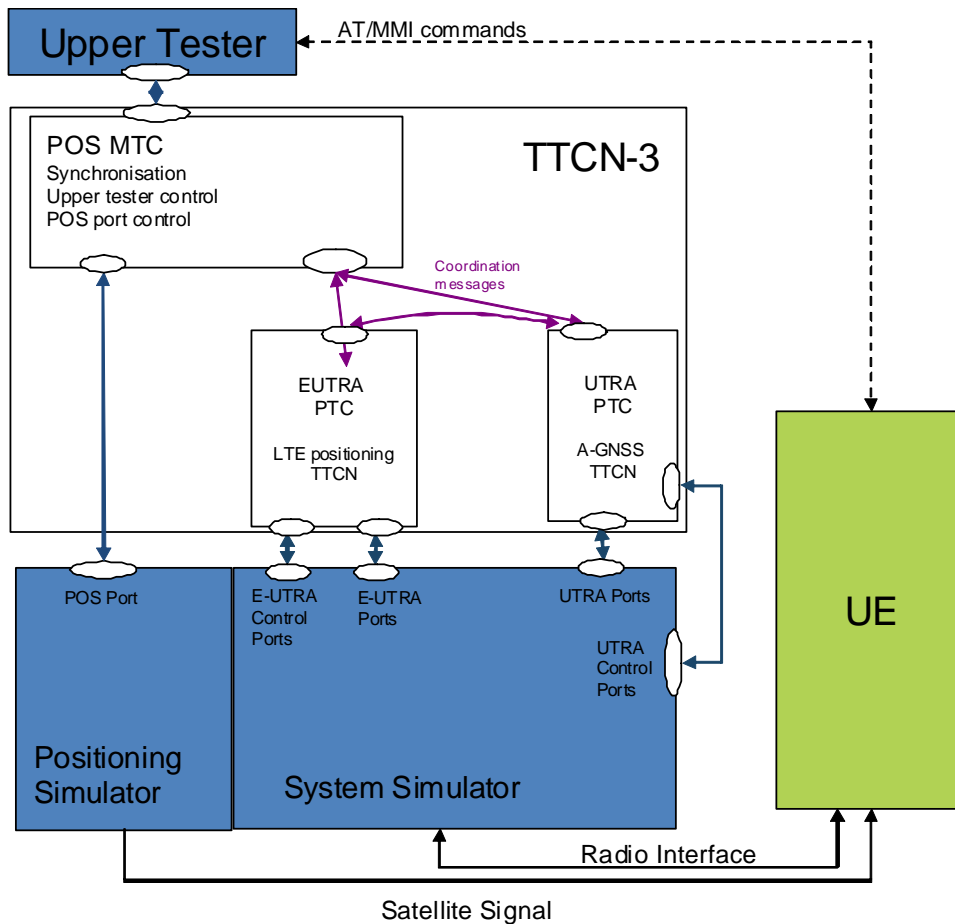 Upper Tester
AT/MMI commands
POS MTC
Synchronisation
Upper tester control
POS port control
TTCN-3
Coordination
messages
EUTRA
PTC
LTE positioning
TTCN
UTRA
PTC
A-GNSS
TTCN
POS Port
E-UTRA
Control
Ports
E-UTRA
Ports
UTRA Ports
UTRA
Control
Ports
UE
Positioning
Simulator
System Simulator
Radio Interface
Satellite Signal